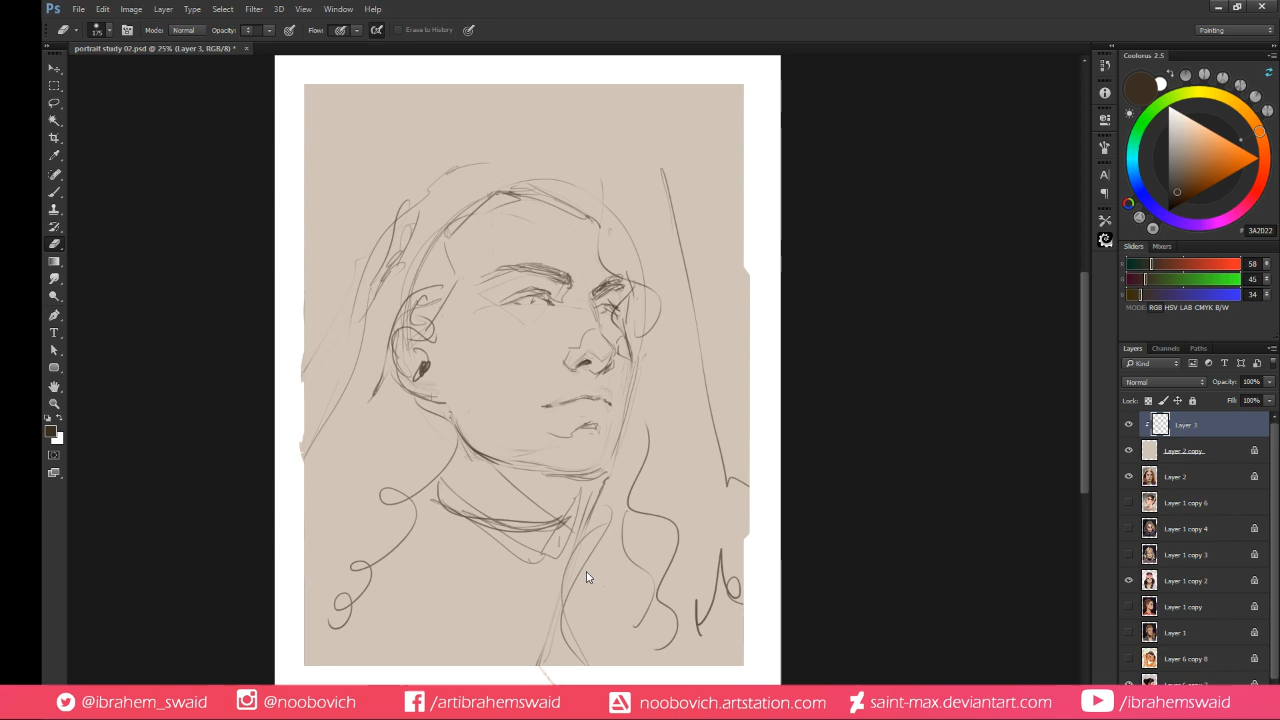 Ps File Edit Image Layer Type Select Filter 3D View Window Help
175 Mode: Normal Opacity: Flow: Erase to History Painting
portrait study 02.psd @ 25% (Layer 3, RGB/8) * ×
Coolorus 2.5
# 3A2D22
Sliders Mixers
R 58
G 45
B 34
MODE: RGB HSV LAB CMYK B/W
Layers Channels Paths
Kind
Normal Opacity: 100%
Lock: Fill: 100%
Layer 3
Layer 2 copy
Layer 2
Layer 1 copy 6
Layer 1 copy 4
Layer 1 copy 3
Layer 1 copy 2
Layer 1 copy
Layer 1
Layer 6 copy 8
@ibrahem_swaid @noobovich /artibrahemswaid noobovich.artstation.com saint-max.deviantart.com /ibrahemswaid